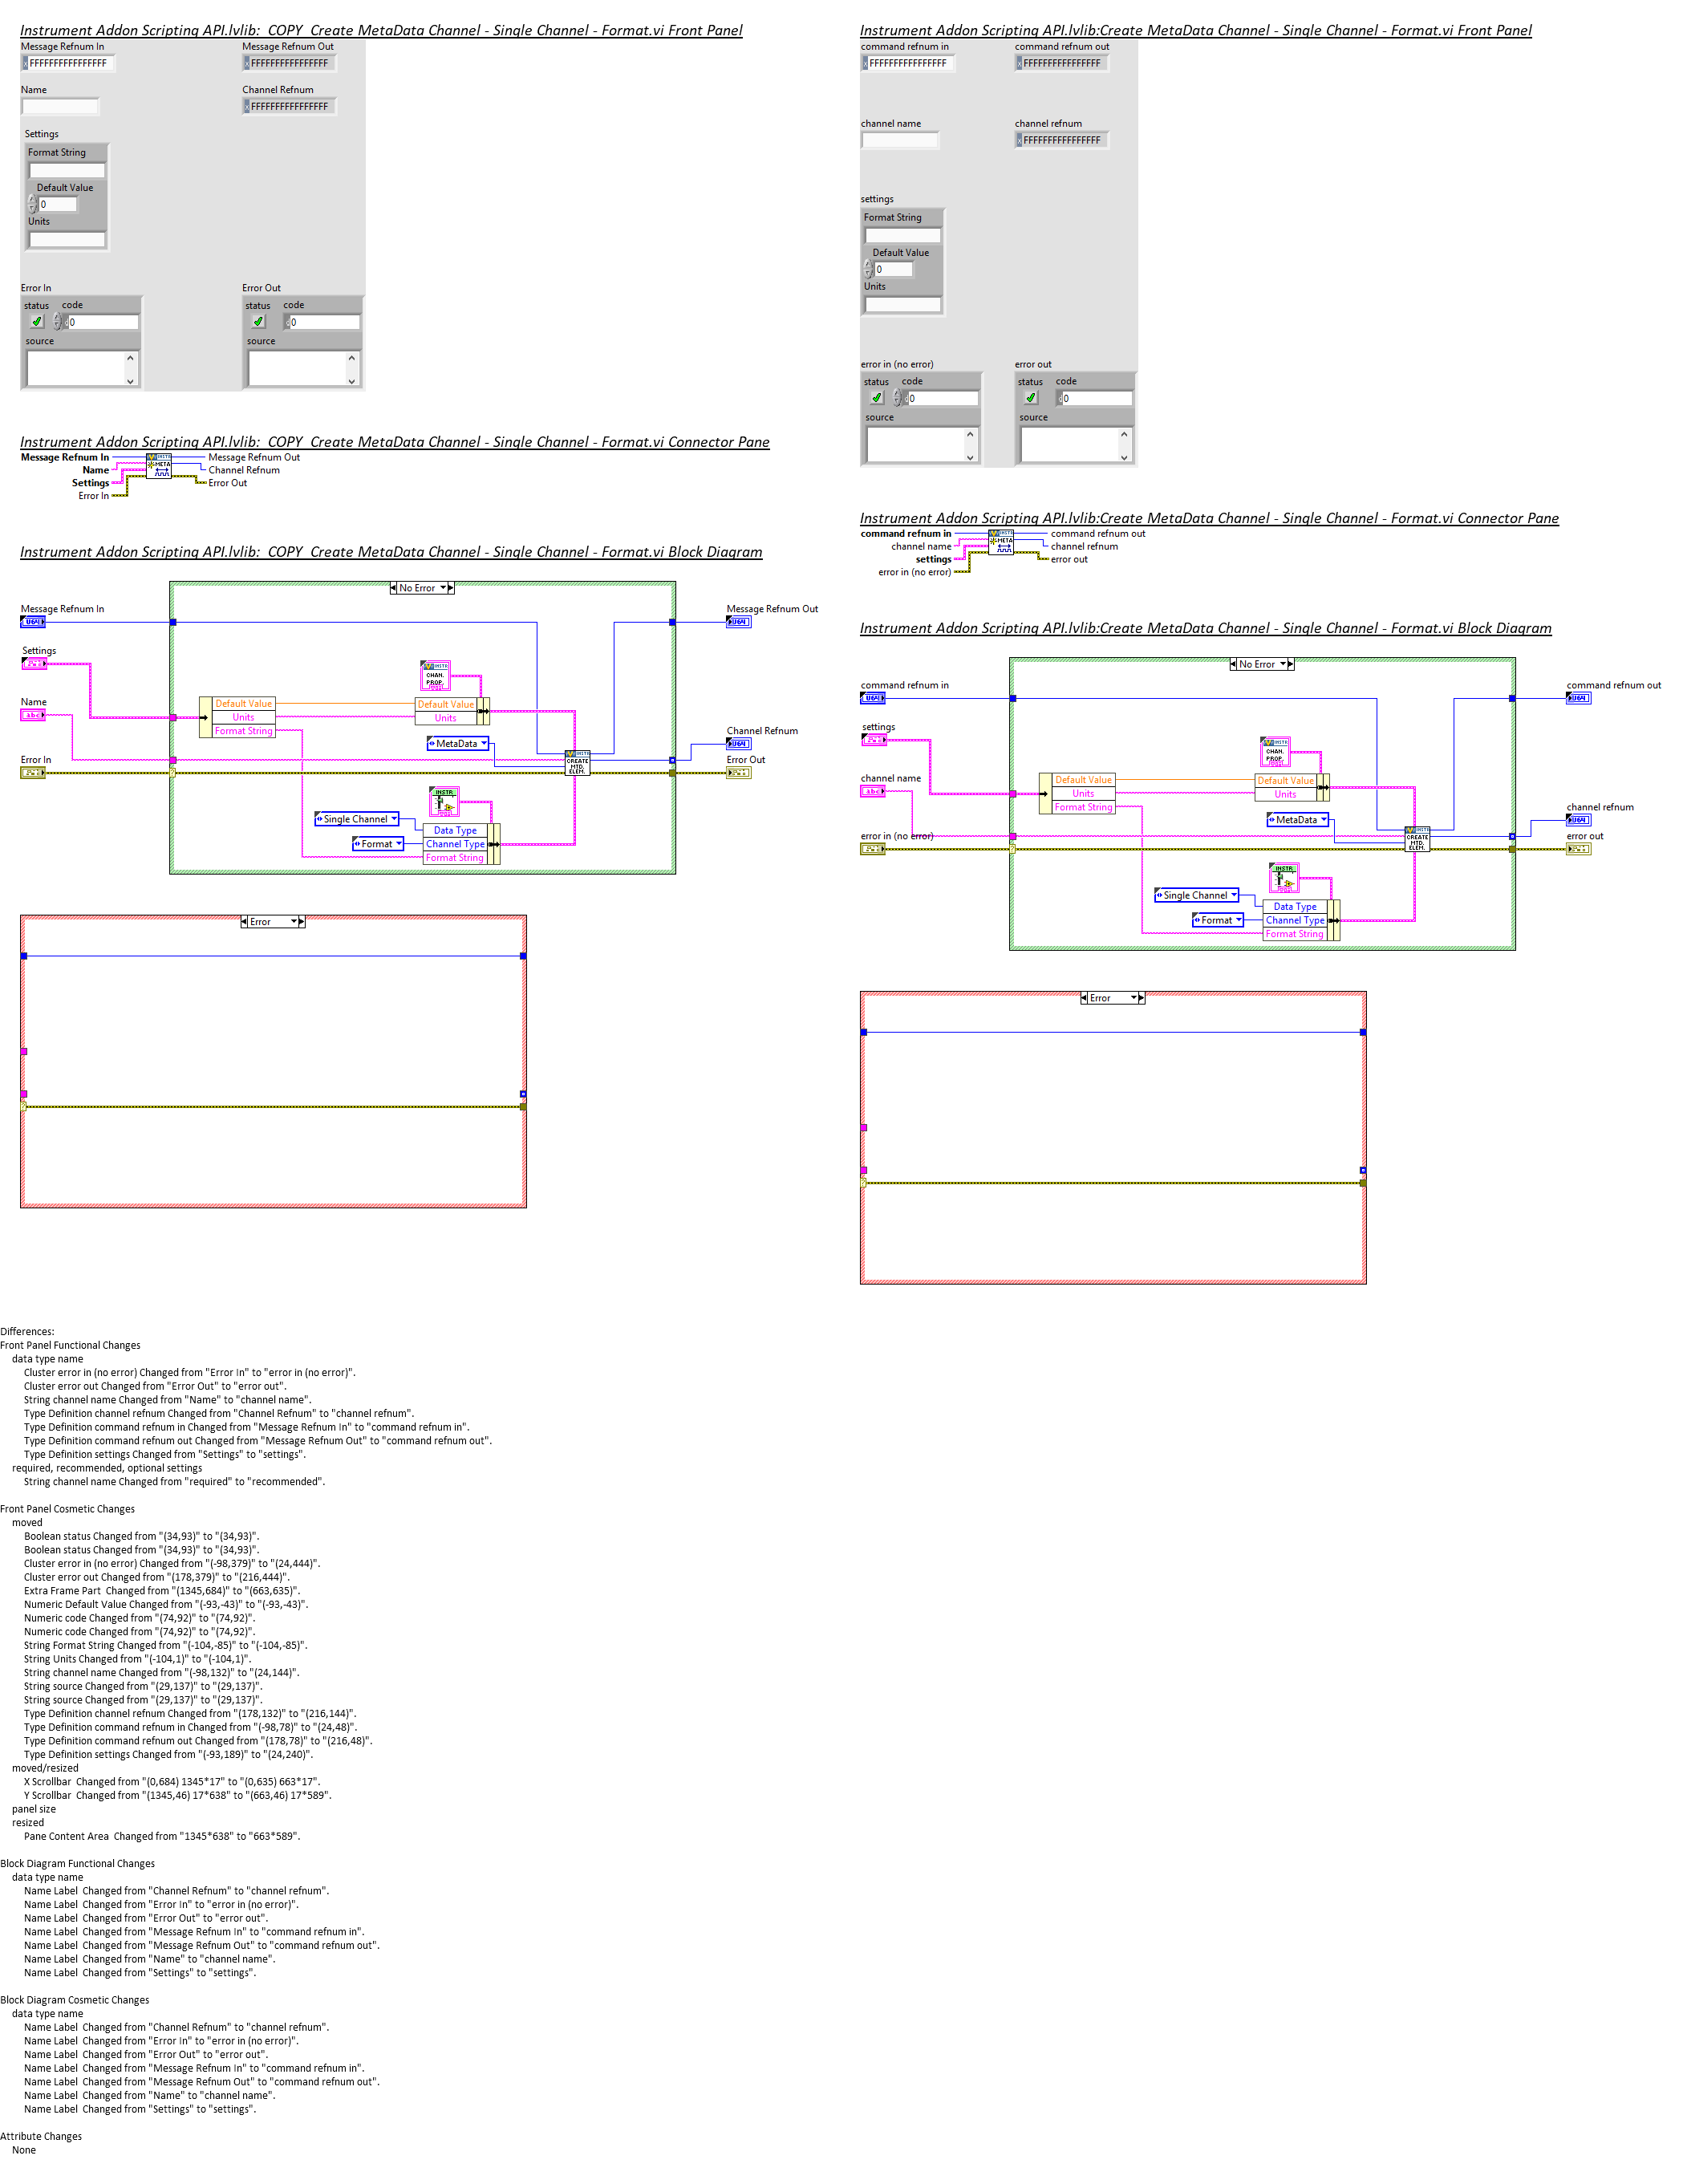 Instrument Addon Scripting API.lvlib:_COPY_Create MetaData Channel - Single Channel - Format.vi Front Panel
Message Refnum In
Message Refnum Out
x FFFFFFFFFFFFFFFF
x FFFFFFFFFFFFFFFF
Name
Channel Refnum
x FFFFFFFFFFFFFFFF
Settings
Format String
Default Value
0
Units
Error In
Error Out
status code
status code
0
0
source
source
Instrument Addon Scripting API.lvlib:_COPY_Create MetaData Channel - Single Channel - Format.vi Connector Pane
Message Refnum In
Message Refnum Out
Name
Channel Refnum
Settings
Error Out
Error In
INSTR
META
Instrument Addon Scripting API.lvlib:_COPY_Create MetaData Channel - Single Channel - Format.vi Block Diagram
No Error
Message Refnum In
Message Refnum Out
U64
U64
Settings
INSTR
CHAN.
PROP.
Name
abc
Default Value
Units
Format String
Default Value
Units
Channel Refnum
U64
MetaData
Error In
Error Out
INSTR
CREATE
MTD.
ELEM.
INSTR
Single Channel
Format
Data Type
Channel Type
Format String
Error
Instrument Addon Scripting API.lvlib:Create MetaData Channel - Single Channel - Format.vi Front Panel
command refnum in
command refnum out
x FFFFFFFFFFFFFFFF
x FFFFFFFFFFFFFFFF
channel name
channel refnum
x FFFFFFFFFFFFFFFF
settings
Format String
Default Value
0
Units
error in (no error)
error out
status code
status code
0
0
source
source
Instrument Addon Scripting API.lvlib:Create MetaData Channel - Single Channel - Format.vi Connector Pane
command refnum in
command refnum out
channel name
channel refnum
settings
error out
error in (no error)
INSTR
META
Instrument Addon Scripting API.lvlib:Create MetaData Channel - Single Channel - Format.vi Block Diagram
No Error
command refnum in
command refnum out
U64
U64
settings
INSTR
CHAN.
PROP.
channel name
abc
Default Value
Units
Format String
Default Value
Units
channel refnum
U64
MetaData
error in (no error)
error out
INSTR
CREATE
MTD.
ELEM.
INSTR
Single Channel
Format
Data Type
Channel Type
Format String
Error
Differences:
Front Panel Functional Changes
data type name
Cluster error in (no error) Changed from "Error In" to "error in (no error)".
Cluster error out Changed from "Error Out" to "error out".
String channel name Changed from "Name" to "channel name".
Type Definition channel refnum Changed from "Channel Refnum" to "channel refnum".
Type Definition command refnum in Changed from "Message Refnum In" to "command refnum in".
Type Definition command refnum out Changed from "Message Refnum Out" to "command refnum out".
Type Definition settings Changed from "Settings" to "settings".
required, recommended, optional settings
String channel name Changed from "required" to "recommended".
Front Panel Cosmetic Changes
moved
Boolean status Changed from "(34,93)" to "(34,93)".
Boolean status Changed from "(34,93)" to "(34,93)".
Cluster error in (no error) Changed from "(-98,379)" to "(24,444)".
Cluster error out Changed from "(178,379)" to "(216,444)".
Extra Frame Part  Changed from "(1345,684)" to "(663,635)".
Numeric Default Value Changed from "(-93,-43)" to "(-93,-43)".
Numeric code Changed from "(74,92)" to "(74,92)".
Numeric code Changed from "(74,92)" to "(74,92)".
String Format String Changed from "(-104,-85)" to "(-104,-85)".
String Units Changed from "(-104,1)" to "(-104,1)".
String channel name Changed from "(-98,132)" to "(24,144)".
String source Changed from "(29,137)" to "(29,137)".
String source Changed from "(29,137)" to "(29,137)".
Type Definition channel refnum Changed from "(178,132)" to "(216,144)".
Type Definition command refnum in Changed from "(-98,78)" to "(24,48)".
Type Definition command refnum out Changed from "(178,78)" to "(216,48)".
Type Definition settings Changed from "(-93,189)" to "(24,240)".
moved/resized
X Scrollbar  Changed from "(0,684) 1345*17" to "(0,635) 663*17".
Y Scrollbar  Changed from "(1345,46) 17*638" to "(663,46) 17*589".
panel size
resized
Pane Content Area  Changed from "1345*638" to "663*589".
Block Diagram Functional Changes
data type name
Name Label  Changed from "Channel Refnum" to "channel refnum".
Name Label  Changed from "Error In" to "error in (no error)".
Name Label  Changed from "Error Out" to "error out".
Name Label  Changed from "Message Refnum In" to "command refnum in".
Name Label  Changed from "Message Refnum Out" to "command refnum out".
Name Label  Changed from "Name" to "channel name".
Name Label  Changed from "Settings" to "settings".
Block Diagram Cosmetic Changes
data type name
Name Label  Changed from "Channel Refnum" to "channel refnum".
Name Label  Changed from "Error In" to "error in (no error)".
Name Label  Changed from "Error Out" to "error out".
Name Label  Changed from "Message Refnum In" to "command refnum in".
Name Label  Changed from "Message Refnum Out" to "command refnum out".
Name Label  Changed from "Name" to "channel name".
Name Label  Changed from "Settings" to "settings".
Attribute Changes
None